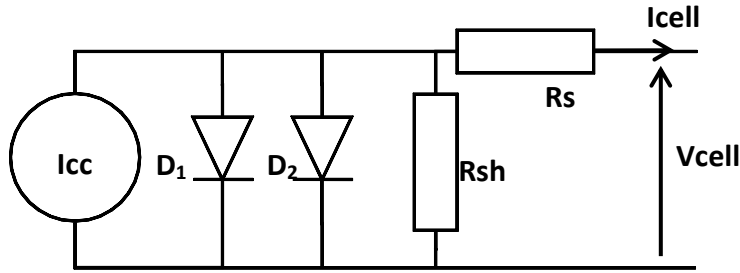 Icell
Rs
Icc
D₁
D₂
Rsh
Vcell